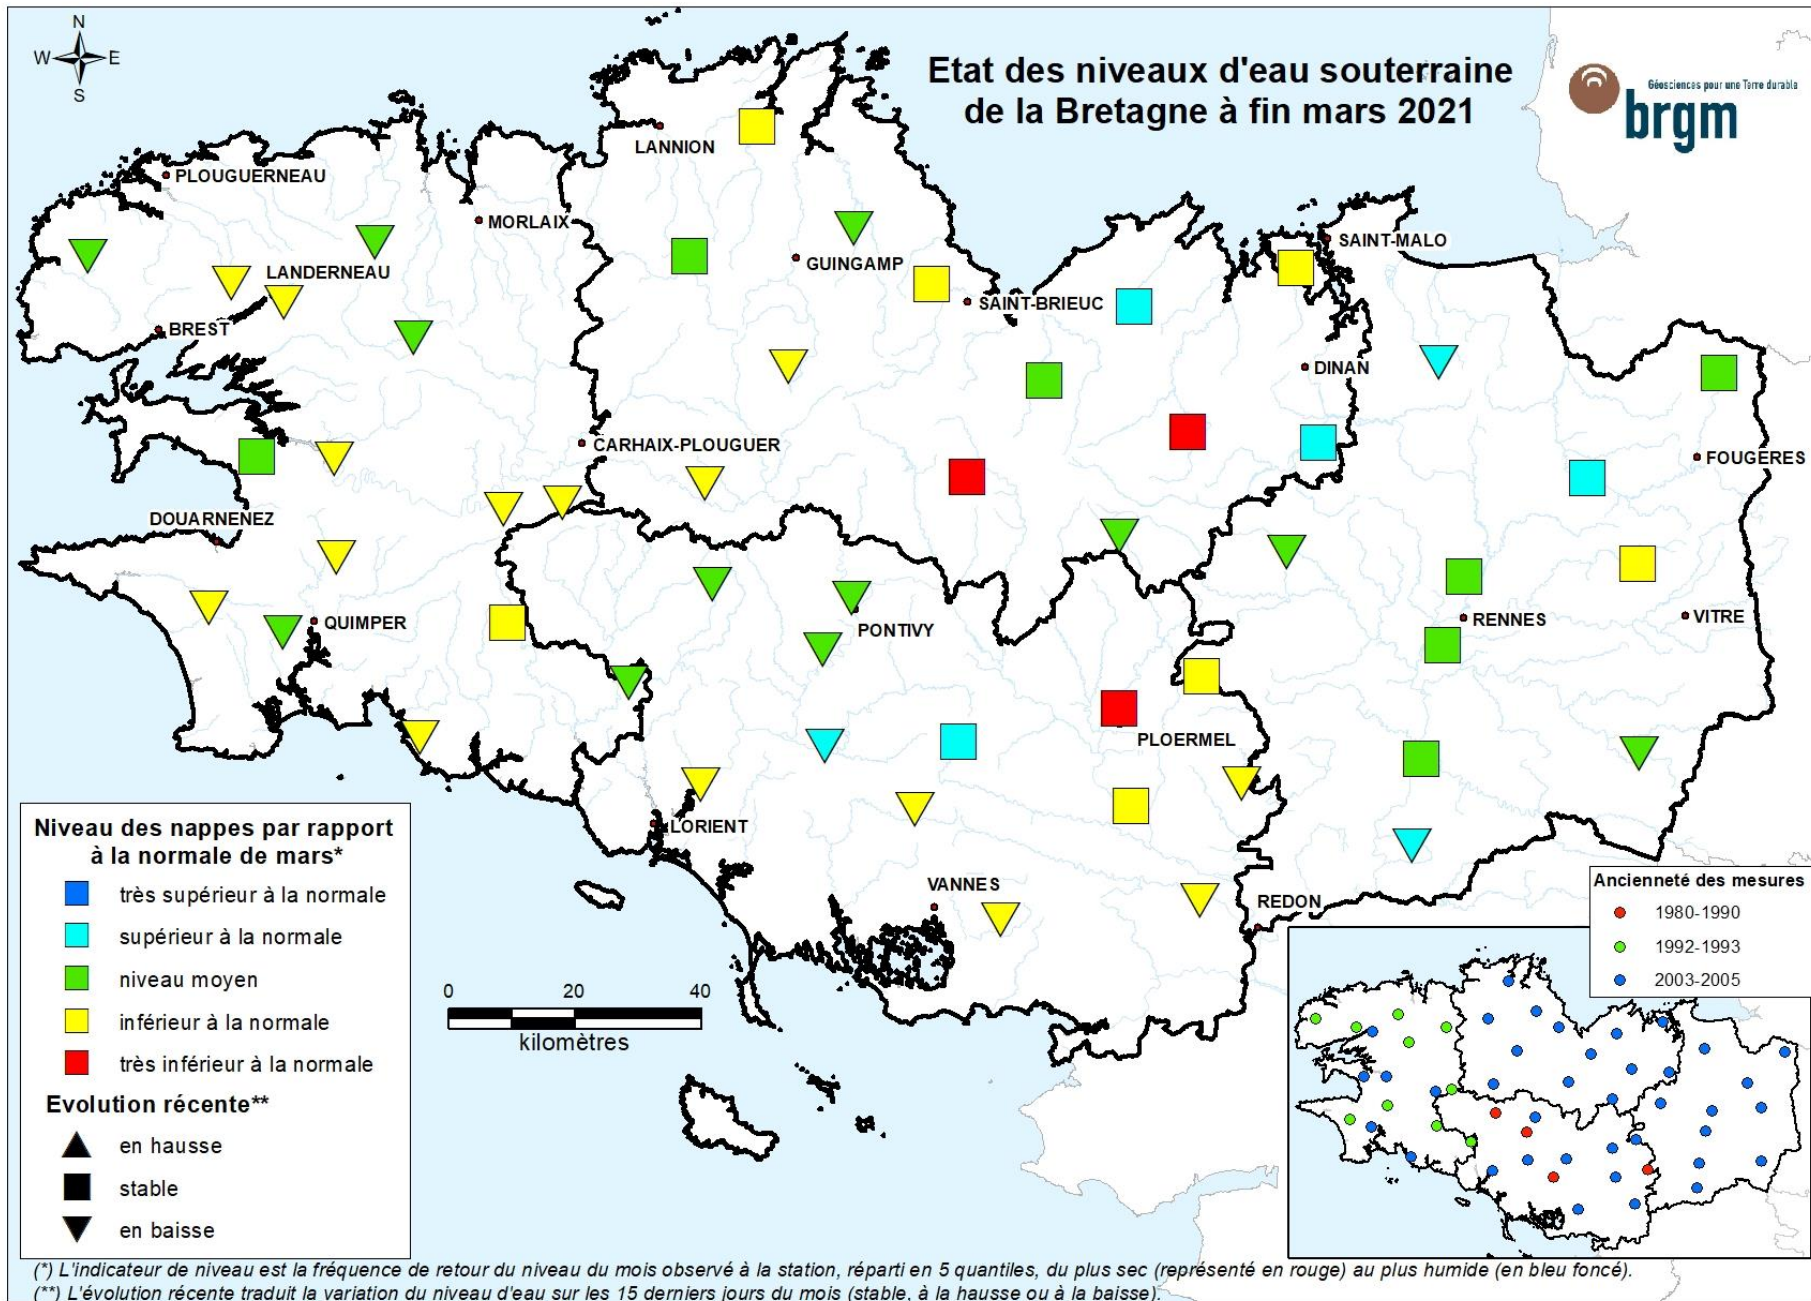 N
W E
S
Etat des niveaux d'eau souterraine
de la Bretagne à fin mars 2021
Géosciences pour une Terre durable
brgm
LANNION
PLOUGUERNEAU
MORLAIX
SAINT-MALO
GUINGAMP
LANDERNEAU
SAINT-BRIEUC
BREST
DINAN
CARHAIX-PLOUGUER
FOUGERES
DOUARNENEZ
QUIMPER
PONTIVY
RENNES
VITRE
PLOERMEL
LORIENT
VANNES
REDON
Niveau des nappes par rapport
à la normale de mars*
très supérieur à la normale
supérieur à la normale
niveau moyen
inférieur à la normale
très inférieur à la normale
Evolution récente**
en hausse
stable
en baisse
0 20 40
kilomètres
Ancienneté des mesures
1980-1990
1992-1993
2003-2005
(*) L'indicateur de niveau est la fréquence de retour du niveau du mois observé à la station, réparti en 5 quantiles, du plus sec (représenté en rouge) au plus humide (en bleu foncé).
(**) L'évolution récente traduit la variation du niveau d'eau sur les 15 derniers jours du mois (stable, à la hausse ou à la baisse).